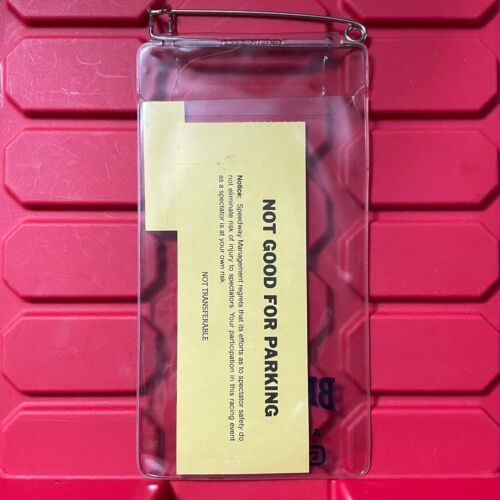 NOT GOOD FOR PARKING
Notice: Speedway Management regrets that its efforts as to spectator safety do
not eliminate risk of injury to spectators. Your participation in this racing event
as a spectator is at your own risk.
NOT TRANSFERABLE